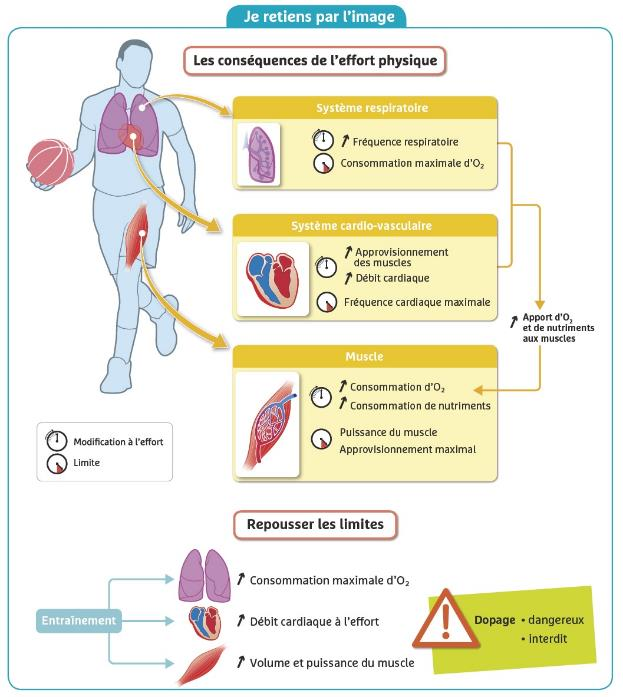 Je retiens par l'image
Les conséquences de l'effort physique
Système respiratoire
Fréquence respiratoire
Consommation maximale d'O₂
Système cardio-vasculaire
Approvisionnement
des muscles
Débit cardiaque
Fréquence cardiaque maximale
Apport d'O₂
et de nutriments
aux muscles
Muscle
Consommation d'O₂
Consommation de nutriments
Puissance du muscle
Approvisionnement maximal
Modification à l'effort
Limite
Repousser les limites
Entraînement
Consommation maximale d'O₂
Débit cardiaque à l'effort
Volume et puissance du muscle
Dopage • dangereux
• interdit